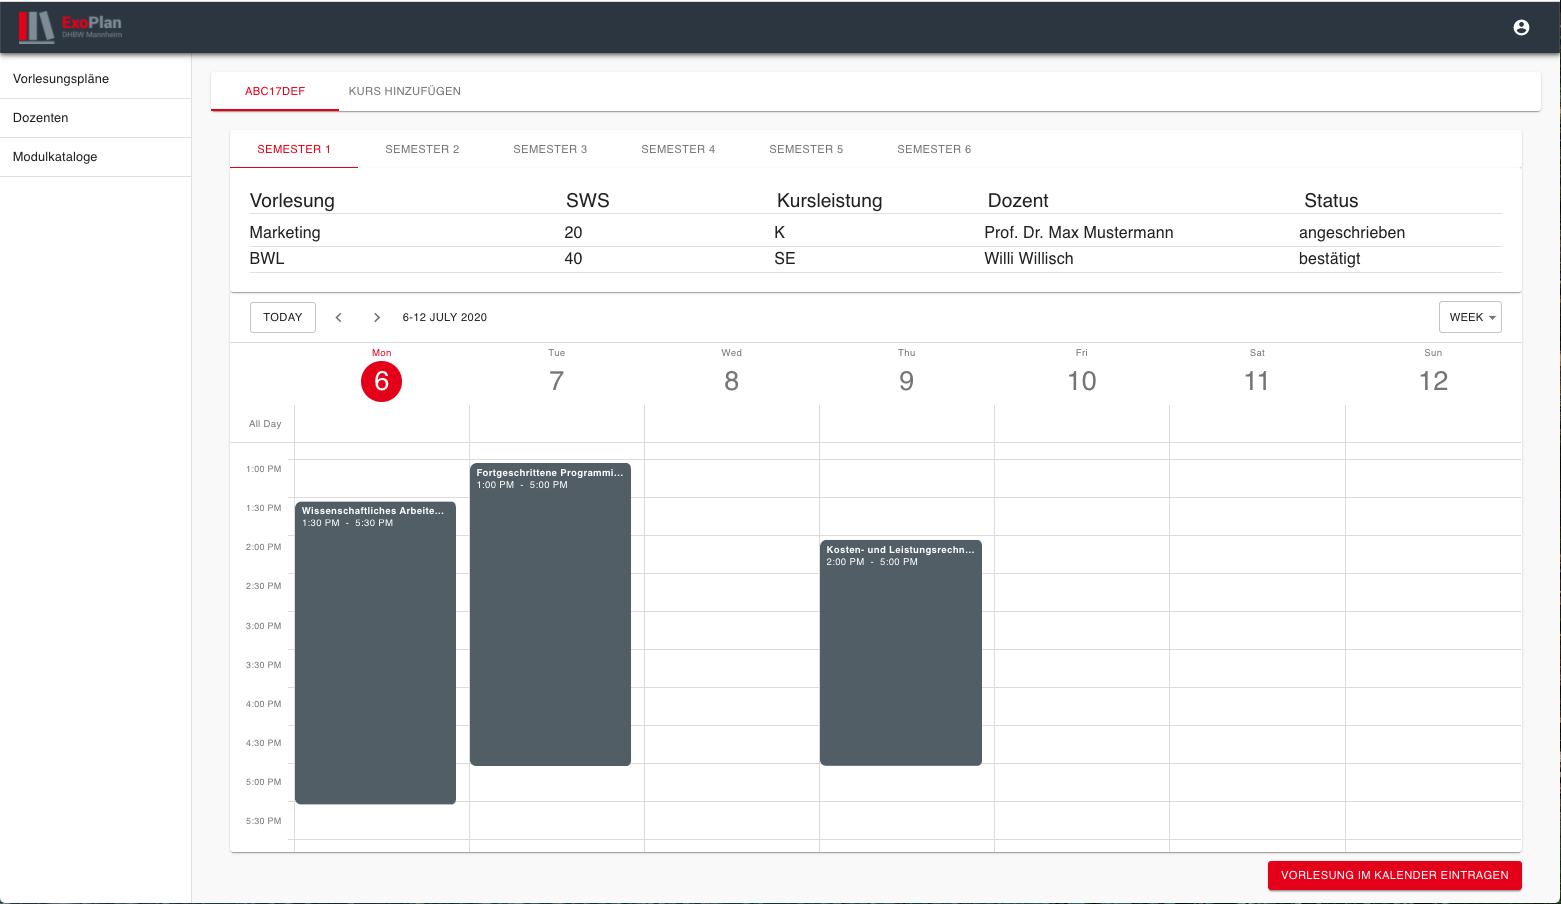 ExoPlan
DHBW Mannheim
Vorlesungspläne
Dozenten
Modulkataloge
ABC17DEF KURS HINZUFÜGEN
SEMESTER 1 SEMESTER 2 SEMESTER 3 SEMESTER 4 SEMESTER 5 SEMESTER 6
Vorlesung SWS Kursleistung Dozent Status
Marketing 20 K Prof. Dr. Max Mustermann angeschrieben
BWL 40 SE Willi Willisch bestätigt
TODAY 6-12 JULY 2020 WEEK
Mon Tue Wed Thu Fri Sat Sun
6 7 8 9 10 11 12
All Day
1:00 PM
1:30 PM
2:00 PM
2:30 PM
3:00 PM
3:30 PM
4:00 PM
4:30 PM
5:00 PM
5:30 PM
Wissenschaftliches Arbeite...
1:30 PM - 5:30 PM
Fortgeschrittene Programmi...
1:00 PM - 5:00 PM
Kosten- und Leistungsrechn...
2:00 PM - 5:00 PM
VORLESUNG IM KALENDER EINTRAGEN